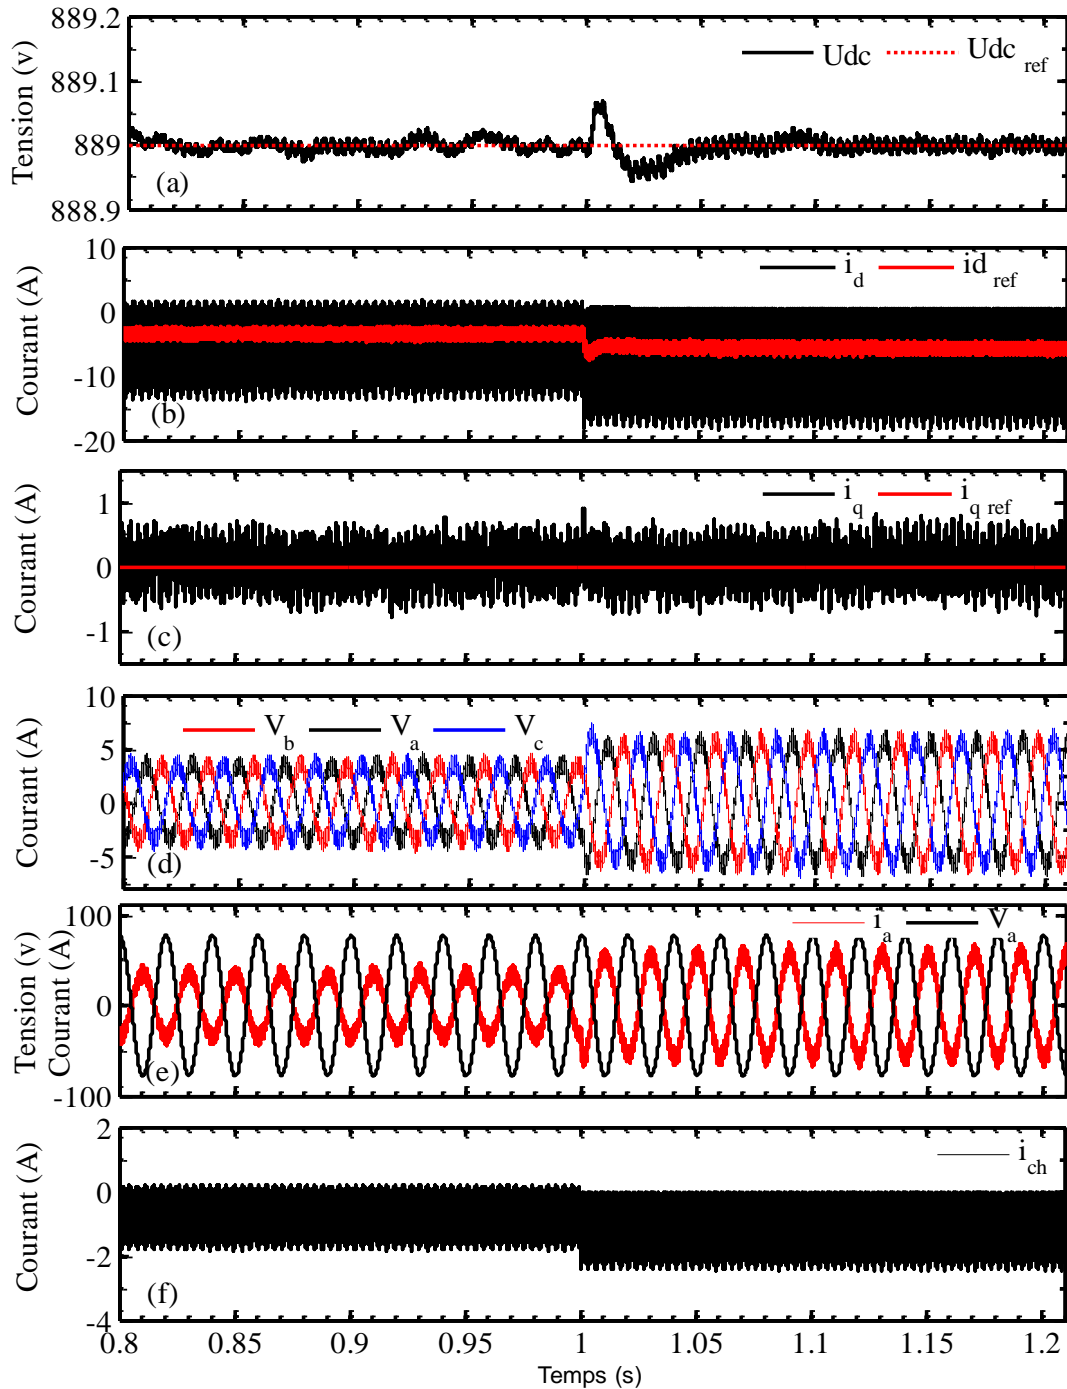 889.2
889.1
889
888.9
Tension (v)
Udc Udc ref
(a)
10
0
-10
-20
Courant (A)
i d id ref
(b)
1
0
-1
Courant (A)
i q i q ref
(c)
10
5
0
-5
Courant (A)
V b V a V c
(d)
100
0
-100
Tension (v)
Courant (A)
i a V a
(e)
2
0
-2
-4
Courant (A)
i ch
(f)
0.8 0.85 0.9 0.95 1 1.05 1.1 1.15 1.2
Temps (s)